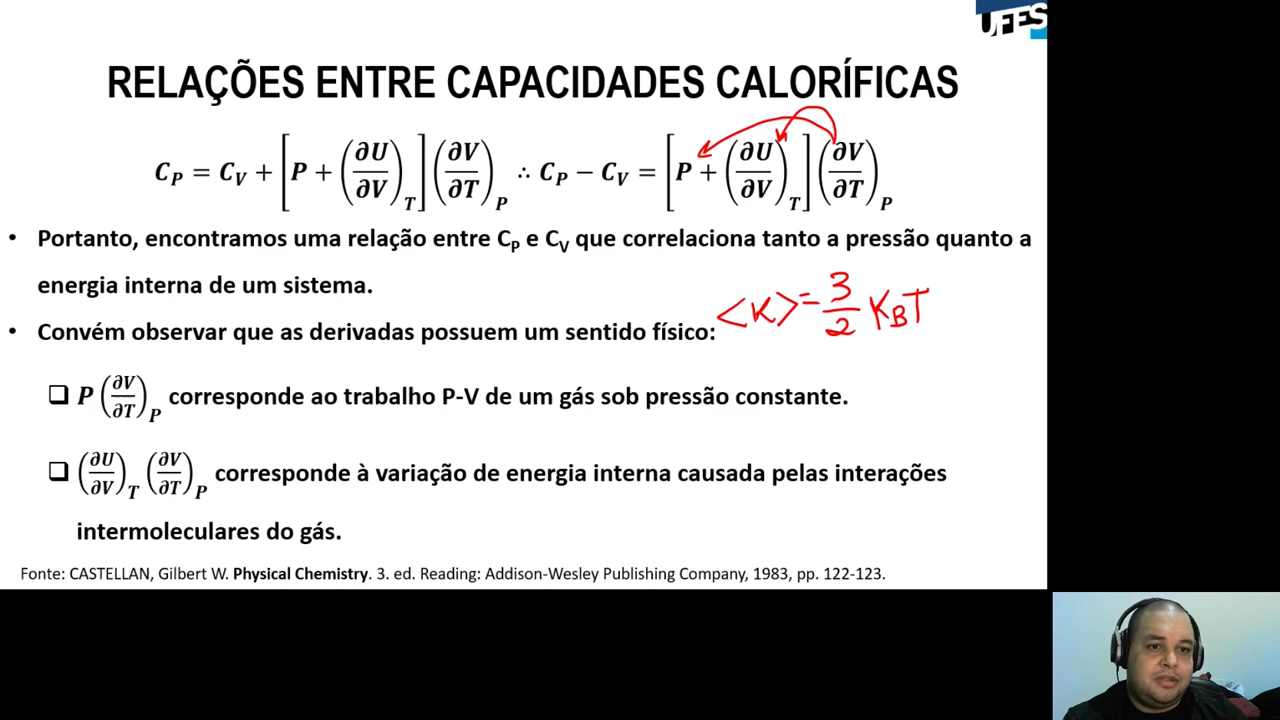 UFES
RELAÇÕES ENTRE CAPACIDADES CALORÍFICAS
C_P = C_V + [P + (∂U/∂V)_T] (∂V/∂T)_P ∴ C_P − C_V = [P + (∂U/∂V)_T] (∂V/∂T)_P
• Portanto, encontramos uma relação entre C_P e C_V que correlaciona tanto a pressão quanto a
energia interna de um sistema.
<K> = 3/2 K_B T
• Convém observar que as derivadas possuem um sentido físico:
❑ P (∂V/∂T)_P corresponde ao trabalho P-V de um gás sob pressão constante.
❑ (∂U/∂V)_T (∂V/∂T)_P corresponde à variação de energia interna causada pelas interações
intermoleculares do gás.
Fonte: CASTELLAN, Gilbert W. Physical Chemistry. 3. ed. Reading: Addison-Wesley Publishing Company, 1983, pp. 122-123.